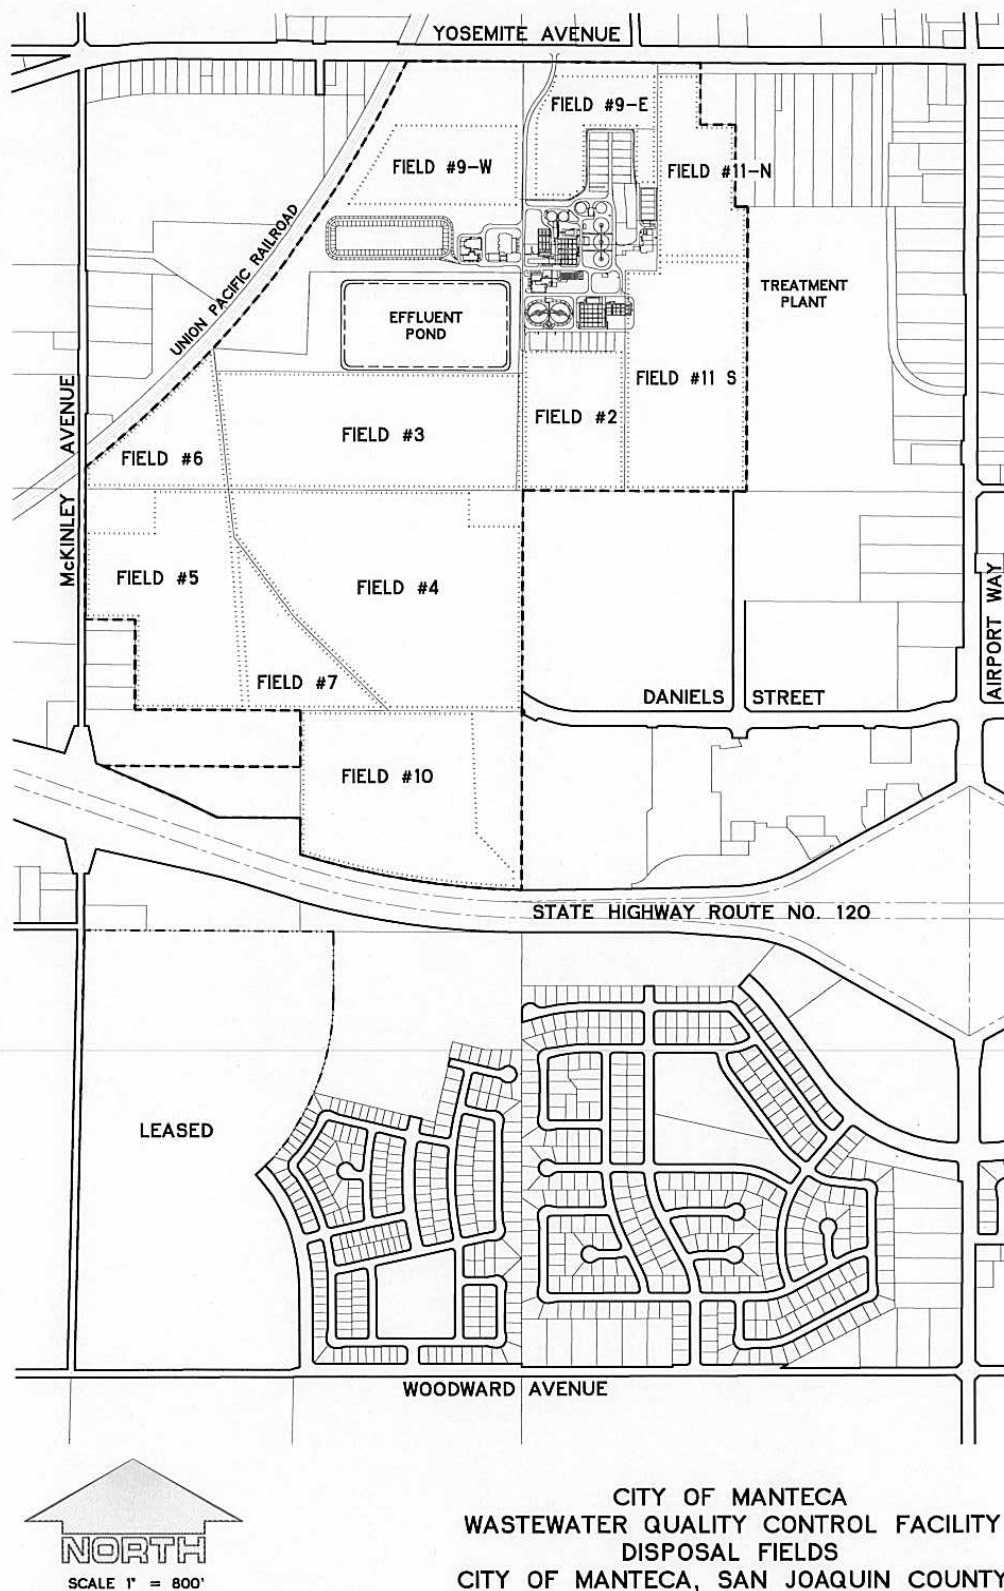 YOSEMITE AVENUE
FIELD #9-E
FIELD #9-W
FIELD #11-N
UNION PACIFIC RAILROAD
TREATMENT
PLANT
EFFLUENT
POND
McKINLEY AVENUE
FIELD #11 S
FIELD #2
FIELD #3
FIELD #6
FIELD #5
FIELD #4
AIRPORT WAY
FIELD #7
DANIELS STREET
FIELD #10
STATE HIGHWAY ROUTE NO. 120
LEASED
WOODWARD AVENUE
NORTH
SCALE 1" = 800'
CITY OF MANTECA
WASTEWATER QUALITY CONTROL FACILITY
DISPOSAL FIELDS
CITY OF MANTECA, SAN JOAQUIN COUNTY